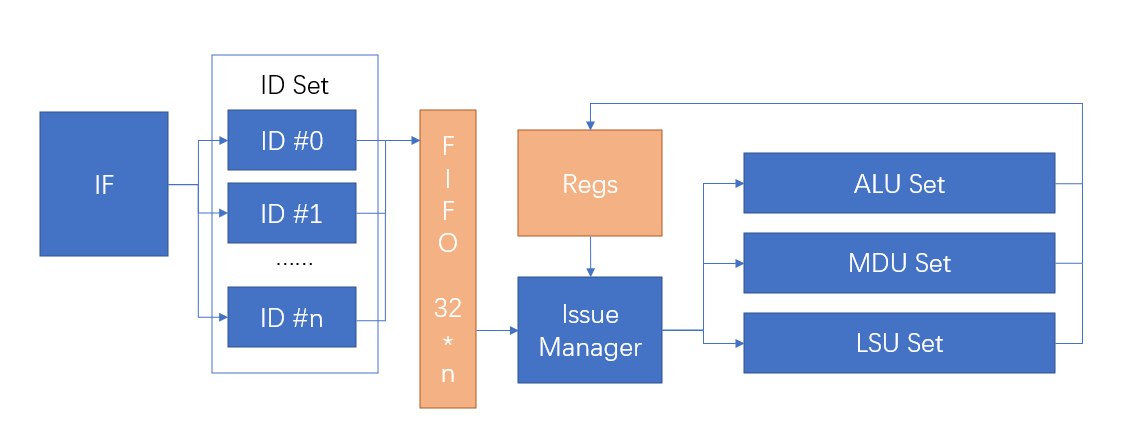 IF
ID Set
ID #0
ID #1
......
ID #n
F
I
F
O
32
*
n
Regs
Issue
Manager
ALU Set
MDU Set
LSU Set